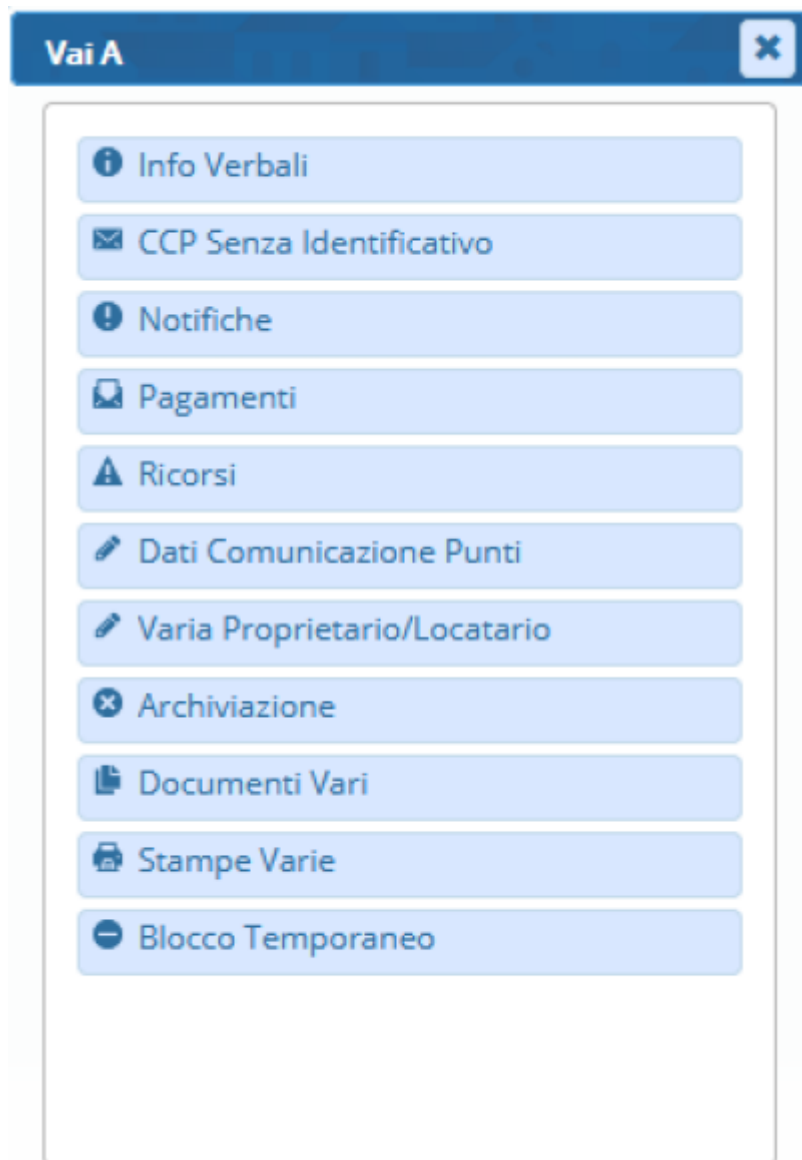 Vai A
Info Verbali
CCP Senza Identificativo
Notifiche
Pagamenti
Ricorsi
Dati Comunicazione Punti
Varia Proprietario/Locatario
Archiviazione
Documenti Vari
Stampe Varie
Blocco Temporaneo